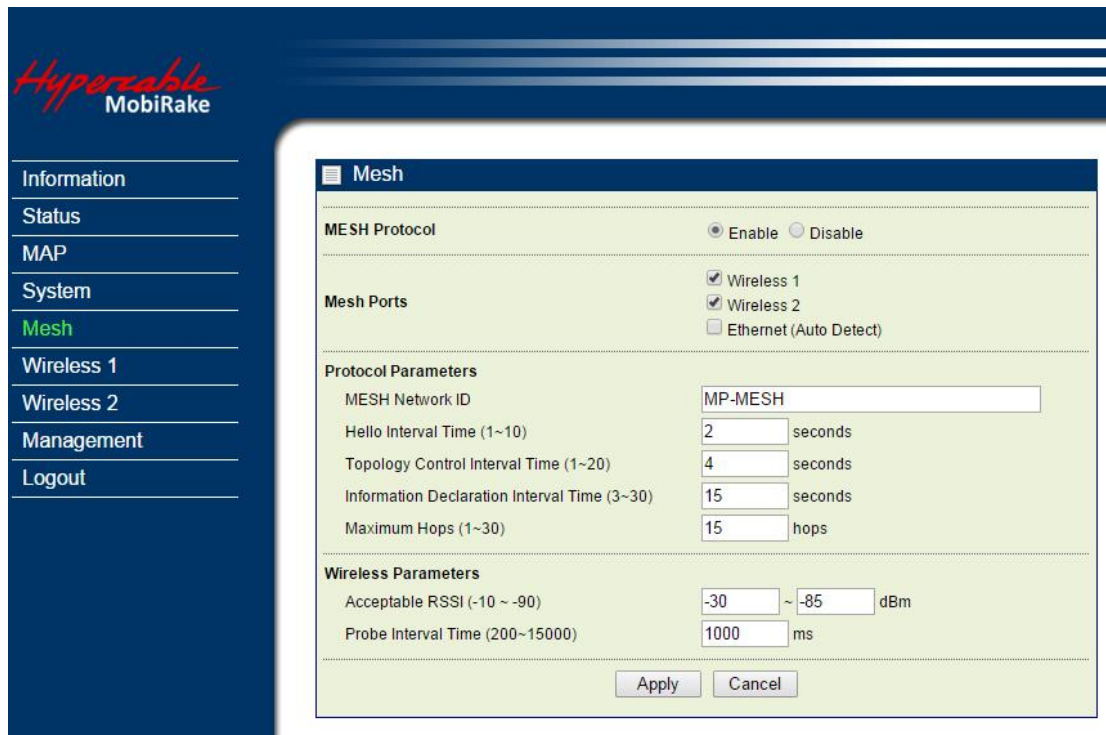 Hypercable
MobiRake
Information
Status
MAP
System
Mesh
Wireless 1
Wireless 2
Management
Logout
Mesh
MESH Protocol Enable Disable
Mesh Ports
Wireless 1
Wireless 2
Ethernet (Auto Detect)
Protocol Parameters
MESH Network ID MP-MESH
Hello Interval Time (1~10) 2 seconds
Topology Control Interval Time (1~20) 4 seconds
Information Declaration Interval Time (3~30) 15 seconds
Maximum Hops (1~30) 15 hops
Wireless Parameters
Acceptable RSSI (-10 ~ -90) -30 ~ -85 dBm
Probe Interval Time (200~15000) 1000 ms
Apply Cancel